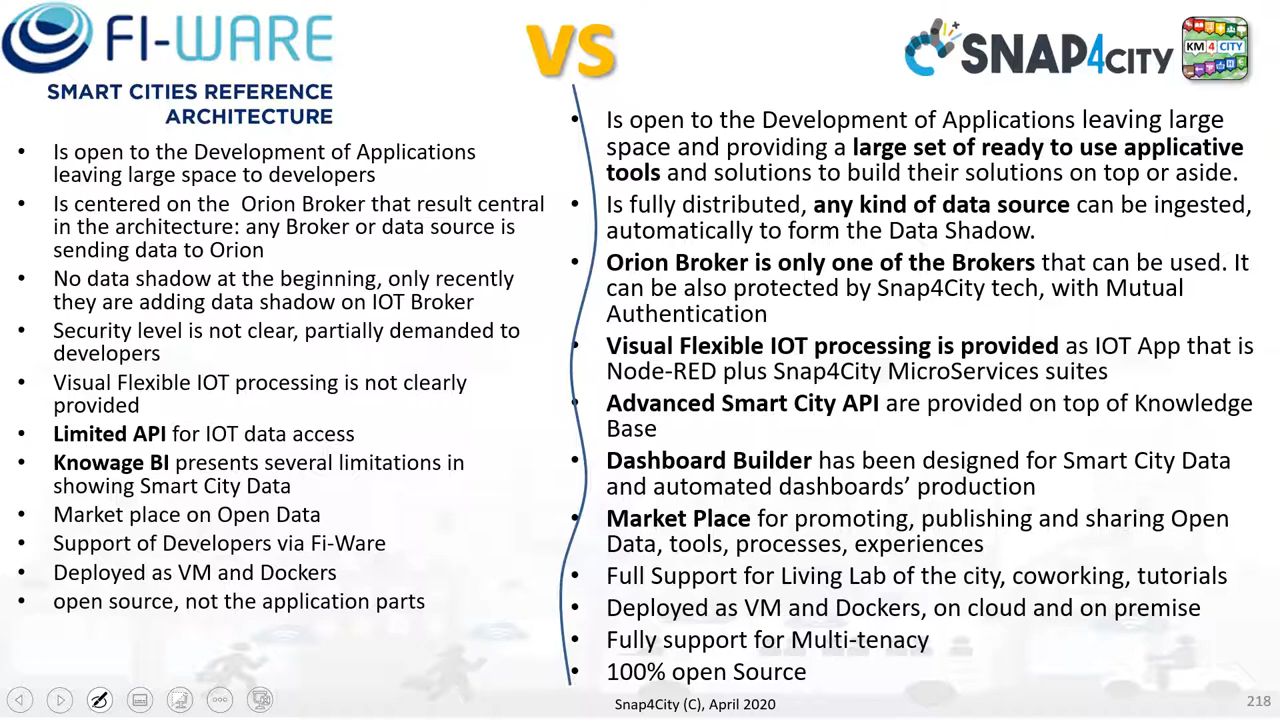 FI-WARE
SMART CITIES REFERENCE
ARCHITECTURE
• Is open to the Development of Applications
leaving large space to developers
• Is centered on the Orion Broker that result central
in the architecture: any Broker or data source is
sending data to Orion
• No data shadow at the beginning, only recently
they are adding data shadow on IOT Broker
• Security level is not clear, partially demanded to
developers
• Visual Flexible IOT processing is not clearly
provided
• Limited API for IOT data access
• Knowage BI presents several limitations in
showing Smart City Data
• Market place on Open Data
• Support of Developers via Fi-Ware
• Deployed as VM and Dockers
• open source, not the application parts
VS
SNAP4CITY
KM4CITY
• Is open to the Development of Applications leaving large
space and providing a large set of ready to use applicative
tools and solutions to build their solutions on top or aside.
• Is fully distributed, any kind of data source can be ingested,
automatically to form the Data Shadow.
• Orion Broker is only one of the Brokers that can be used. It
can be also protected by Snap4City tech, with Mutual
Authentication
• Visual Flexible IOT processing is provided as IOT App that is
Node-RED plus Snap4City MicroServices suites
• Advanced Smart City API are provided on top of Knowledge
Base
• Dashboard Builder has been designed for Smart City Data
and automated dashboards’ production
• Market Place for promoting, publishing and sharing Open
Data, tools, processes, experiences
• Full Support for Living Lab of the city, coworking, tutorials
• Deployed as VM and Dockers, on cloud and on premise
• Fully support for Multi-tenacy
• 100% open Source
Snap4City (C), April 2020
218